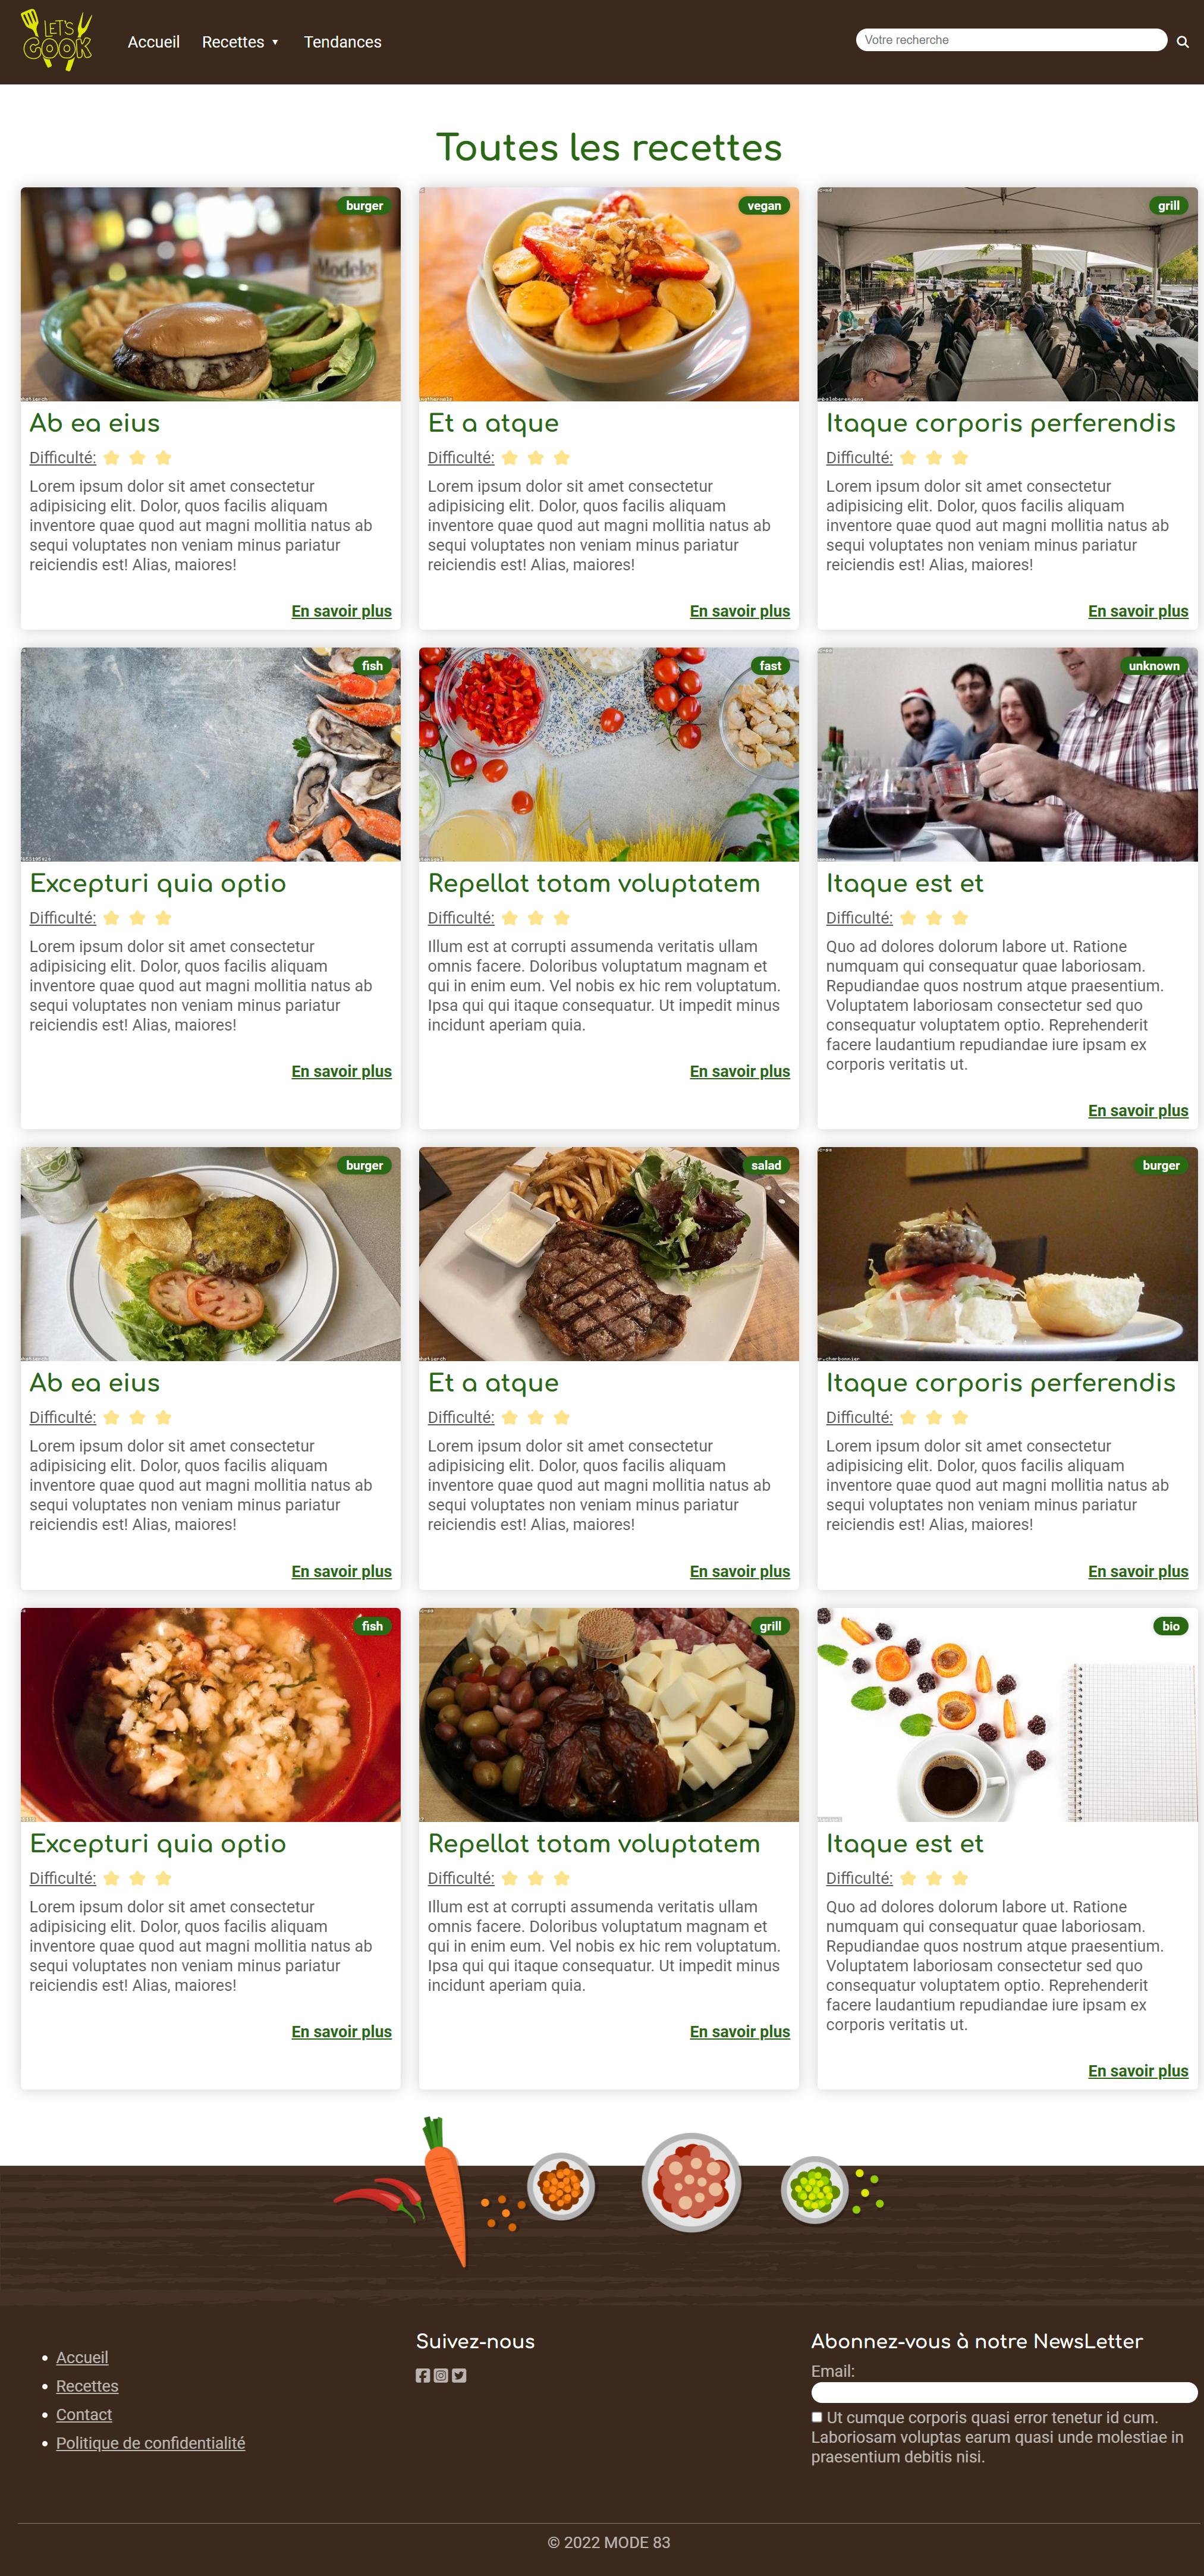 LET'S
COOK
Accueil Recettes ▼ Tendances Votre recherche
Toutes les recettes
burger
Modelo
Ab ea eius
Difficulté:
Lorem ipsum dolor sit amet consectetur
adipisicing elit. Dolor, quos facilis aliquam
inventore quae quod aut magni mollitia natus ab
sequi voluptates non veniam minus pariatur
reiciendis est! Alias, maiores!
En savoir plus
vegan
Et a atque
Difficulté:
Lorem ipsum dolor sit amet consectetur
adipisicing elit. Dolor, quos facilis aliquam
inventore quae quod aut magni mollitia natus ab
sequi voluptates non veniam minus pariatur
reiciendis est! Alias, maiores!
En savoir plus
grill
Itaque corporis perferendis
Difficulté:
Lorem ipsum dolor sit amet consectetur
adipisicing elit. Dolor, quos facilis aliquam
inventore quae quod aut magni mollitia natus ab
sequi voluptates non veniam minus pariatur
reiciendis est! Alias, maiores!
En savoir plus
fish
Excepturi quia optio
Difficulté:
Lorem ipsum dolor sit amet consectetur
adipisicing elit. Dolor, quos facilis aliquam
inventore quae quod aut magni mollitia natus ab
sequi voluptates non veniam minus pariatur
reiciendis est! Alias, maiores!
En savoir plus
fast
Repellat totam voluptatem
Difficulté:
Illum est at corrupti assumenda veritatis ullam
omnis facere. Doloribus voluptatum magnam et
qui in enim eum. Vel nobis ex hic rem voluptatum.
Ipsa qui qui itaque consequatur. Ut impedit minus
incidunt aperiam quia.
En savoir plus
unknown
Itaque est et
Difficulté:
Quo ad dolores dolorum labore ut. Ratione
numquam qui consequatur quae laboriosam.
Repudiandae quos nostrum atque praesentium.
Voluptatem laboriosam consectetur sed quo
consequatur voluptatem optio. Reprehenderit
facere laudantium repudiandae iure ipsam ex
corporis veritatis ut.
En savoir plus
burger
Ab ea eius
Difficulté:
Lorem ipsum dolor sit amet consectetur
adipisicing elit. Dolor, quos facilis aliquam
inventore quae quod aut magni mollitia natus ab
sequi voluptates non veniam minus pariatur
reiciendis est! Alias, maiores!
En savoir plus
salad
Et a atque
Difficulté:
Lorem ipsum dolor sit amet consectetur
adipisicing elit. Dolor, quos facilis aliquam
inventore quae quod aut magni mollitia natus ab
sequi voluptates non veniam minus pariatur
reiciendis est! Alias, maiores!
En savoir plus
burger
Itaque corporis perferendis
Difficulté:
Lorem ipsum dolor sit amet consectetur
adipisicing elit. Dolor, quos facilis aliquam
inventore quae quod aut magni mollitia natus ab
sequi voluptates non veniam minus pariatur
reiciendis est! Alias, maiores!
En savoir plus
fish
Excepturi quia optio
Difficulté:
Lorem ipsum dolor sit amet consectetur
adipisicing elit. Dolor, quos facilis aliquam
inventore quae quod aut magni mollitia natus ab
sequi voluptates non veniam minus pariatur
reiciendis est! Alias, maiores!
En savoir plus
grill
Repellat totam voluptatem
Difficulté:
Illum est at corrupti assumenda veritatis ullam
omnis facere. Doloribus voluptatum magnam et
qui in enim eum. Vel nobis ex hic rem voluptatum.
Ipsa qui qui itaque consequatur. Ut impedit minus
incidunt aperiam quia.
En savoir plus
bio
Itaque est et
Difficulté:
Quo ad dolores dolorum labore ut. Ratione
numquam qui consequatur quae laboriosam.
Repudiandae quos nostrum atque praesentium.
Voluptatem laboriosam consectetur sed quo
consequatur voluptatem optio. Reprehenderit
facere laudantium repudiandae iure ipsam ex
corporis veritatis ut.
En savoir plus
• Accueil
• Recettes
• Contact
• Politique de confidentialité
Suivez-nous
Abonnez-vous à notre NewsLetter
Email:
Ut cumque corporis quasi error tenetur id cum.
Laboriosam voluptas earum quasi unde molestiae in
praesentium debitis nisi.
© 2022 MODE 83